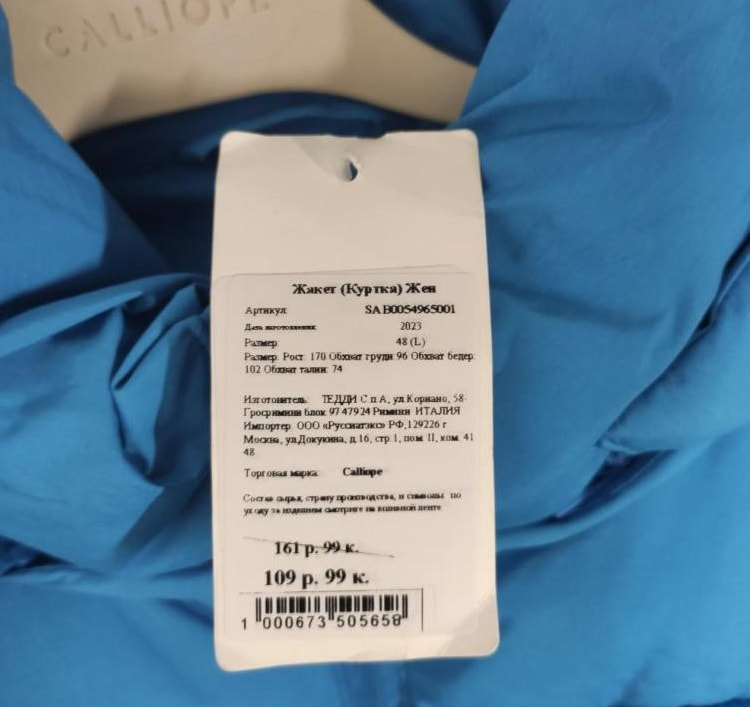 CALLIOPE
Жакет (Куртка) Жен
Артикул: SAB0054965001
Дата изготовления: 2023
Размер: 48 (L)
Размер: Рост: 170 Обхват груди: 96 Обхват бедер:
102 Обхват талии: 74
Изготовитель: ТЕДДИ С.п.А, ул.Кориано, 58-
Гросримини блок 97 47924 Римини ИТАЛИЯ
Импортер: ООО «Руссиатэкс» РФ,129226 г
Москва, ул.Докукина, д.16, стр.1, пом. II, ком. 41
48
Торговая марка: Calliope
Состав сырья, страну производства, и символы по
уходу за изделием смотрите на вшивной ленте
161 р. 99 к.
109 р. 99 к.
1 000673 505658